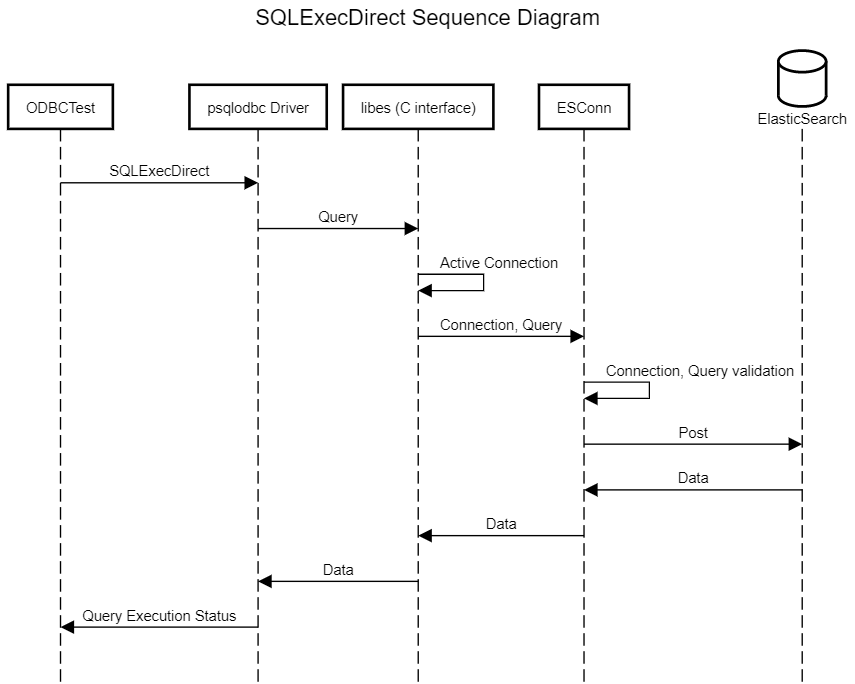 SQLExecDirect Sequence Diagram
ODBCTest
psqlodbc Driver
libes (C interface)
ESConn
ElasticSearch
SQLExecDirect
Query
Active Connection
Connection, Query
Connection, Query validation
Post
Data
Data
Data
Query Execution Status